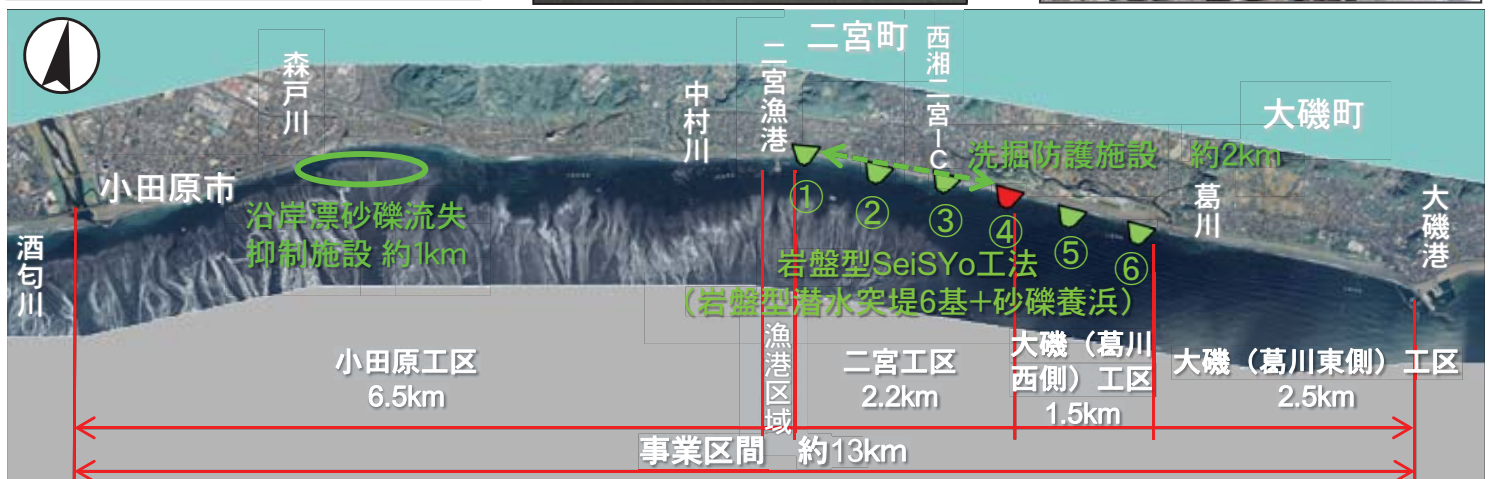 二宮町
西湘二宮IC
二宮漁港
森戸川
中村川
大磯町
洗掘防護施設 約2km
小田原市
葛川
大磯港
酒匂川
沿岸漂砂礫流失
抑制施設 約1km
①
②
③
④
⑤
⑥
岩盤型SeiSYo工法
(岩盤型潜水突堤6基+砂礫養浜)
小田原工区
6.5km
漁港区域
二宮工区
2.2km
大磯(葛川
西側)工区
1.5km
大磯(葛川東側)工区
2.5km
事業区間 約13km